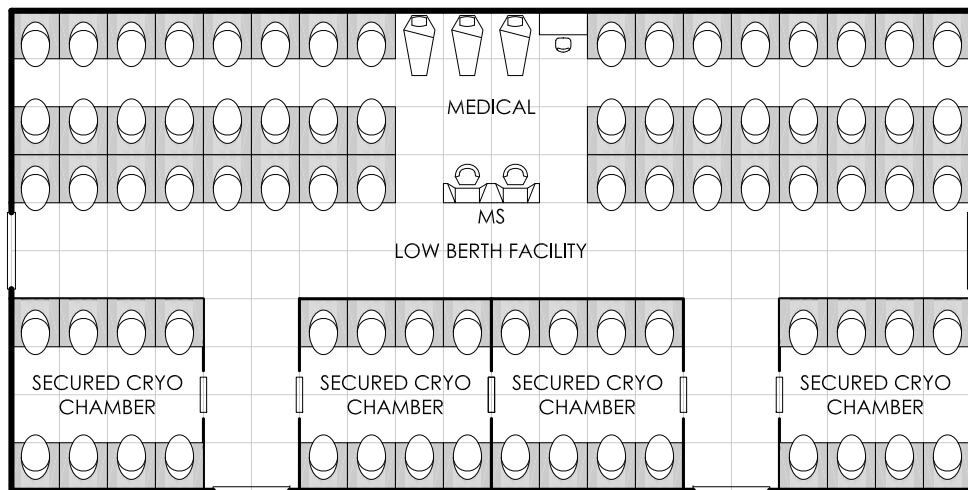 MEDICAL
MS
LOW BERTH FACILITY
SECURED CRYO
CHAMBER
SECURED CRYO
CHAMBER
SECURED CRYO
CHAMBER
SECURED CRYO
CHAMBER